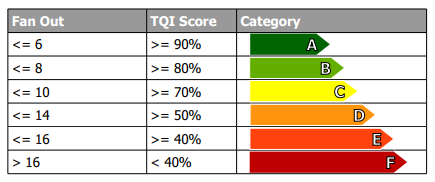 Fan Out TQI Score Category
<= 6 >= 90% A
<= 8 >= 80% B
<= 10 >= 70% C
<= 14 >= 50% D
<= 16 >= 40% E
> 16 < 40% F